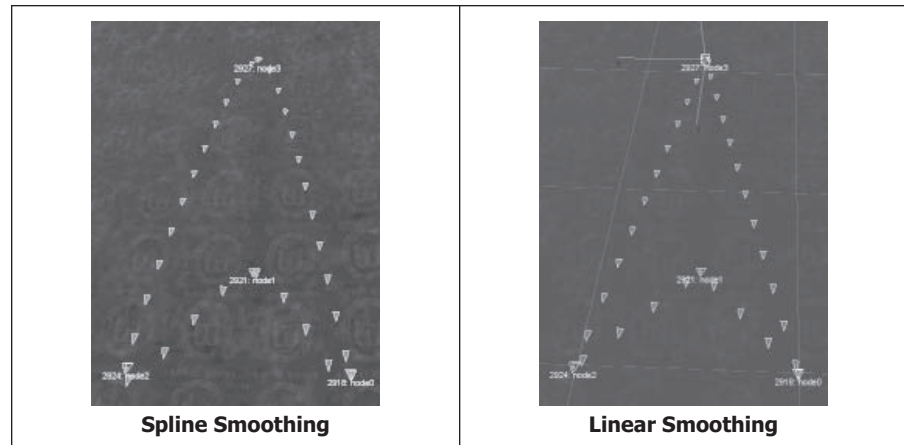 2927: node3
2921: node1
2924: node2
2918: node0
Spline Smoothing
2927: node3
2921: node1
2924: node2
2918: node0
Linear Smoothing